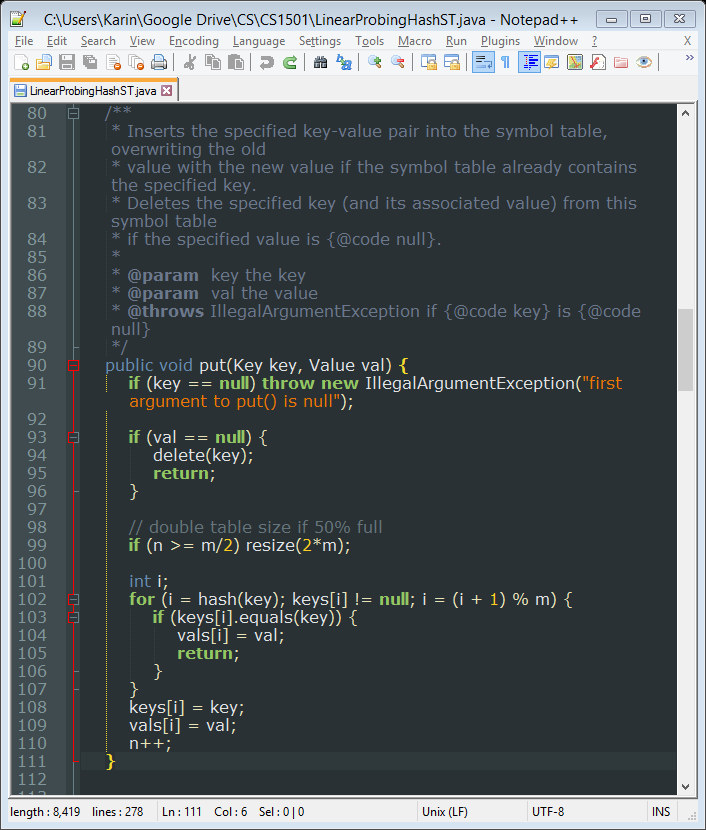 C:\Users\Karin\Google Drive\CS\CS1501\LinearProbingHashST.java - Notepad++
File Edit Search View Encoding Language Settings Tools Macro Run Plugins Window ? X
LinearProbingHashST.java
80 /**
81 * Inserts the specified key-value pair into the symbol table,
overwriting the old
82 * value with the new value if the symbol table already contains
the specified key.
83 * Deletes the specified key (and its associated value) from this
symbol table
84 * if the specified value is {@code null}.
85 *
86 * @param  key the key
87 * @param  val the value
88 * @throws IllegalArgumentException if {@code key} is {@code
null}
89 */
90 public void put(Key key, Value val) {
91 if (key == null) throw new IllegalArgumentException("first
argument to put() is null");
92
93 if (val == null) {
94 delete(key);
95 return;
96 }
97
98 // double table size if 50% full
99 if (n >= m/2) resize(2*m);
100
101 int i;
102 for (i = hash(key); keys[i] != null; i = (i + 1) % m) {
103 if (keys[i].equals(key)) {
104 vals[i] = val;
105 return;
106 }
107 }
108 keys[i] = key;
109 vals[i] = val;
110 n++;
111 }
112
length : 8,419 lines : 278 Ln : 111 Col : 6 Sel : 0 | 0 Unix (LF) UTF-8 INS